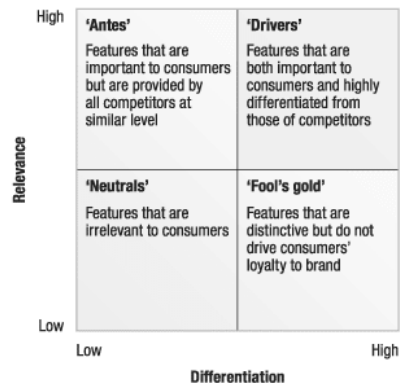 High
'Antes'
Features that are
important to consumers
but are provided by
all competitors at
similar level
'Drivers'
Features that are
both important to
consumers and highly
differentiated from
those of competitors
Relevance
'Neutrals'
Features that are
irrelevant to consumers
'Fool's gold'
Features that are
distinctive but do not
drive consumers'
loyalty to brand
Low
Low
High
Differentiation